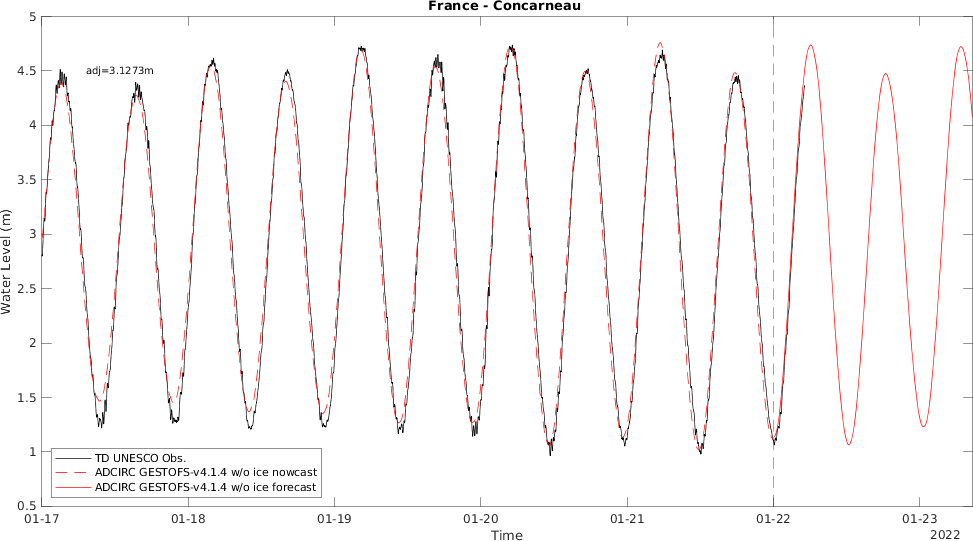 France - Concarneau
5
4.5
4
3.5
3
2.5
2
1.5
1
0.5
Water Level (m)
adj=3.1273m
TD UNESCO Obs.
ADCIRC GESTOFS-v4.1.4 w/o ice nowcast
ADCIRC GESTOFS-v4.1.4 w/o ice forecast
01-17 01-18 01-19 01-20 01-21 01-22 01-23
Time
2022